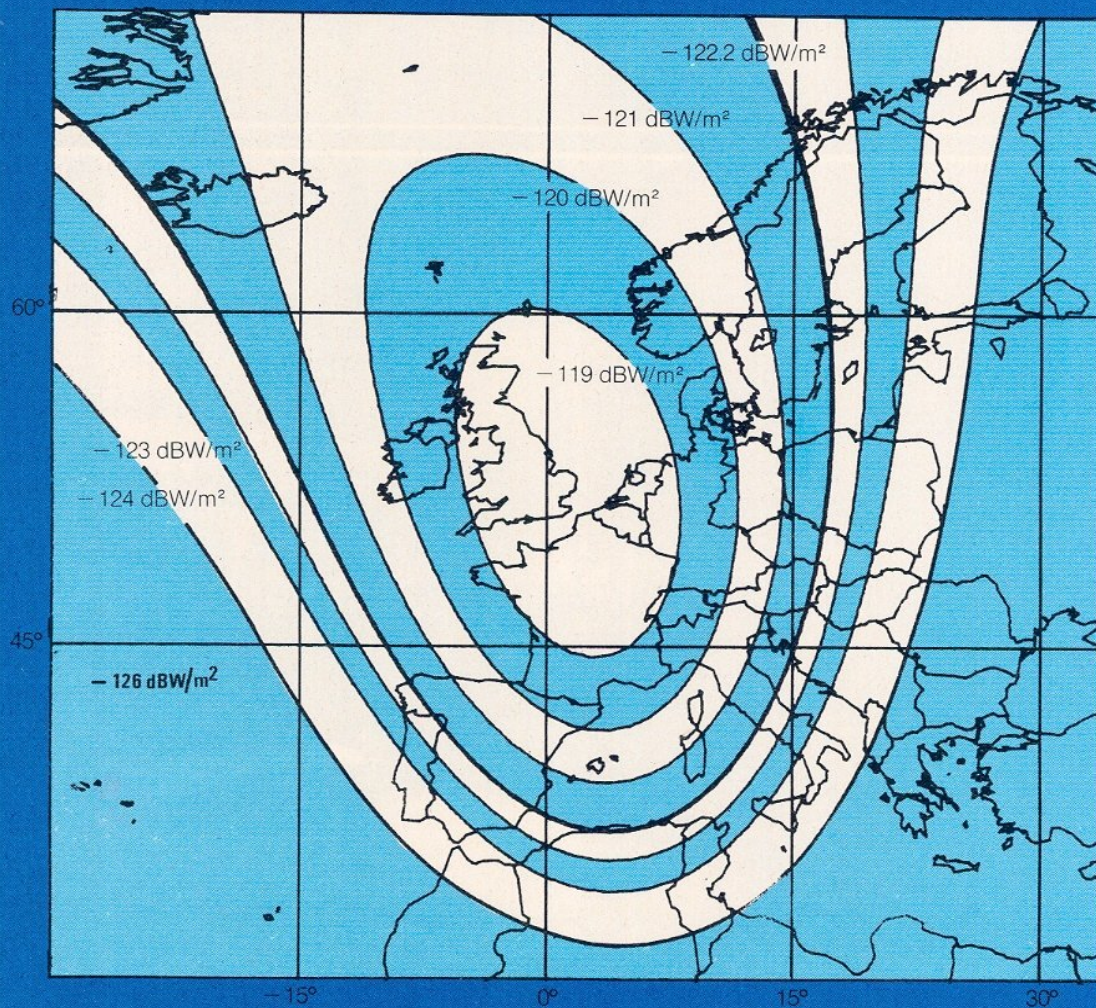 −122.2 dBW/m²
−121 dBW/m²
−120 dBW/m²
60°
−119 dBW/m²
−123 dBW/m²
−124 dBW/m²
45°
−126 dBW/m²
−15°
0°
15°
30°